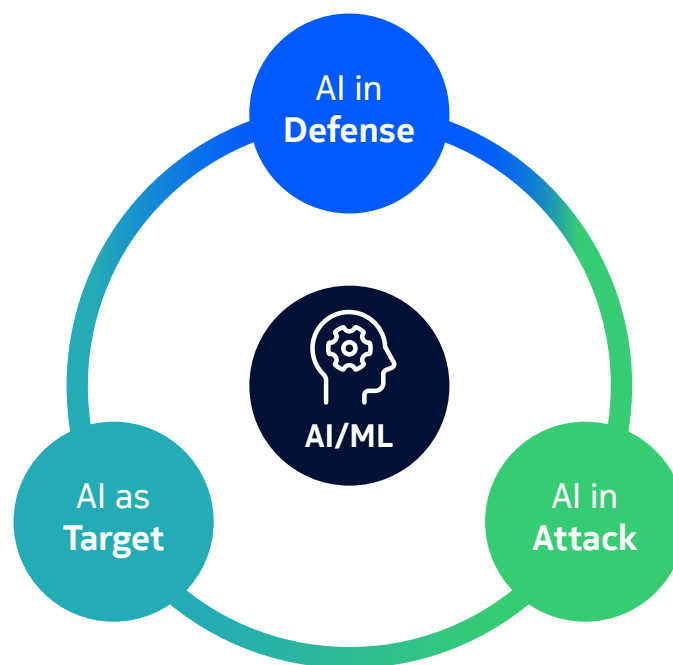 AI in
Defense
AI/ML
AI as
Target
AI in
Attack